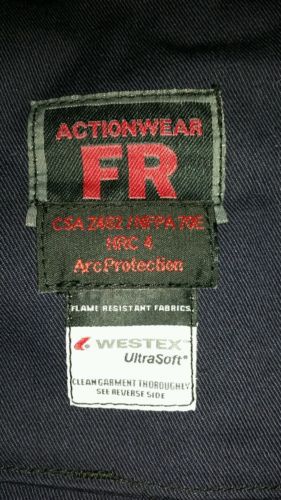 ACTIONWEAR
FR
CSA Z462 / NFPA 70E
HRC 4
Arc Protection
FLAME RESISTANT FABRICS.
WESTEX
UltraSoft®
CLEAN GARMENT THOROUGHLY
SEE REVERSE SIDE